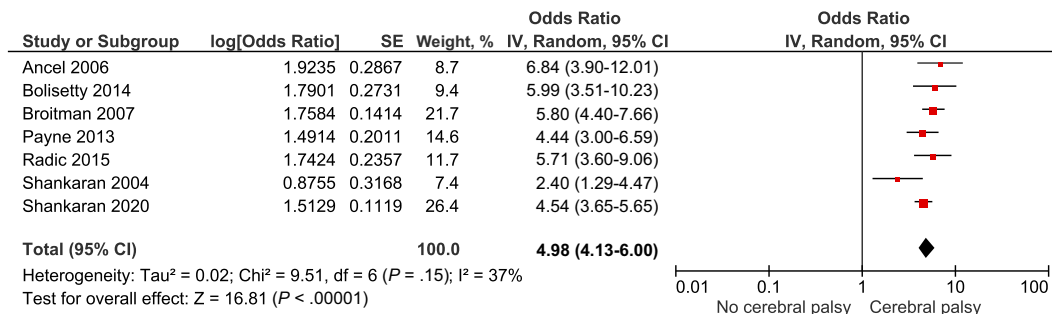 Odds Ratio Odds Ratio
Study or Subgroup log[Odds Ratio] SE Weight, % IV, Random, 95% CI IV, Random, 95% CI
Ancel 2006 1.9235 0.2867 8.7 6.84 (3.90-12.01)
Bolisetty 2014 1.7901 0.2731 9.4 5.99 (3.51-10.23)
Broitman 2007 1.7584 0.1414 21.7 5.80 (4.40-7.66)
Payne 2013 1.4914 0.2011 14.6 4.44 (3.00-6.59)
Radic 2015 1.7424 0.2357 11.7 5.71 (3.60-9.06)
Shankaran 2004 0.8755 0.3168 7.4 2.40 (1.29-4.47)
Shankaran 2020 1.5129 0.1119 26.4 4.54 (3.65-5.65)
Total (95% CI) 100.0 4.98 (4.13-6.00)
Heterogeneity: Tau² = 0.02; Chi² = 9.51, df = 6 (P = .15); I² = 37%
Test for overall effect: Z = 16.81 (P < .00001)
0.01 0.1 1 10 100
No cerebral palsy Cerebral palsy